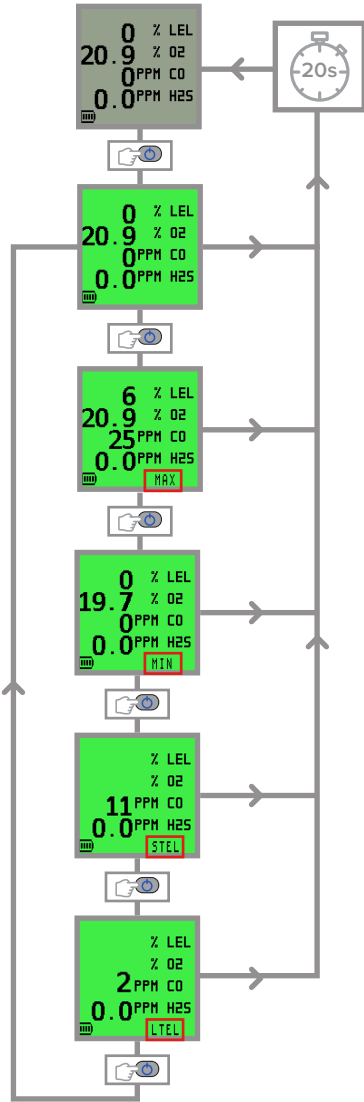 0 % LEL
20.9 % O2
0 PPM CO
0.0 PPM H2S
20s
0 % LEL
20.9 % O2
0 PPM CO
0.0 PPM H2S
6 % LEL
20.9 % O2
25 PPM CO
0.0 PPM H2S
MAX
0 % LEL
19.7 % O2
0 PPM CO
0.0 PPM H2S
MIN
% LEL
% O2
11 PPM CO
0.0 PPM H2S
STEL
% LEL
% O2
2 PPM CO
0.0 PPM H2S
LTEL